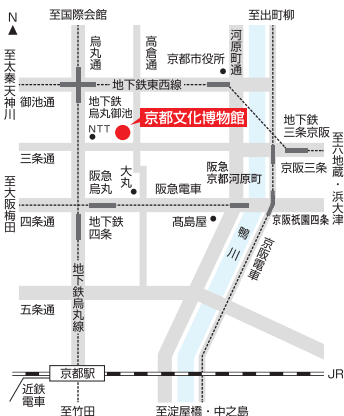 至国際会館
至出町柳
N
烏丸通
高倉通
河原町通
京都市役所
至太秦天神川
地下鉄東西線
御池通
地下鉄
烏丸御池
京都文化博物館
NTT
地下鉄
三条京阪
三条通
京阪三条
至六地蔵・浜大津
阪急
烏丸
大丸
阪急
京都河原町
阪急電車
至大阪梅田
四条通
地下鉄
四条
髙島屋
京阪祇園四条
鴨川
京阪電車
地下鉄烏丸線
五条通
京都駅
JR
近鉄
電車
至竹田
至淀屋橋・中之島